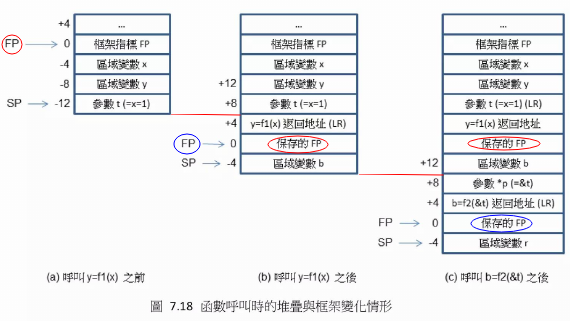 +4 ...
FP 0 框架指標 FP
-4 區域變數 x
-8 區域變數 y
SP -12 參數 t (=x=1)
(a) 呼叫 y=f1(x) 之前
...
框架指標 FP
區域變數 x
+12 區域變數 y
+8 參數 t (=x=1)
+4 y=f1(x) 返回地址 (LR)
FP 0 保存的 FP
SP -4 區域變數 b
(b) 呼叫 y=f1(x) 之後
...
框架指標 FP
區域變數 x
區域變數 y
參數 t (=x=1) (LR)
y=f1(x) 返回地址
保存的 FP
+12 區域變數 b
+8 參數 *p (=&t)
+4 b=f2(&t) 返回地址 (LR)
FP 0 保存的 FP
SP -4 區域變數 r
(c) 呼叫 b=f2(&t) 之後
圖 7.18 函數呼叫時的堆疊與框架變化情形